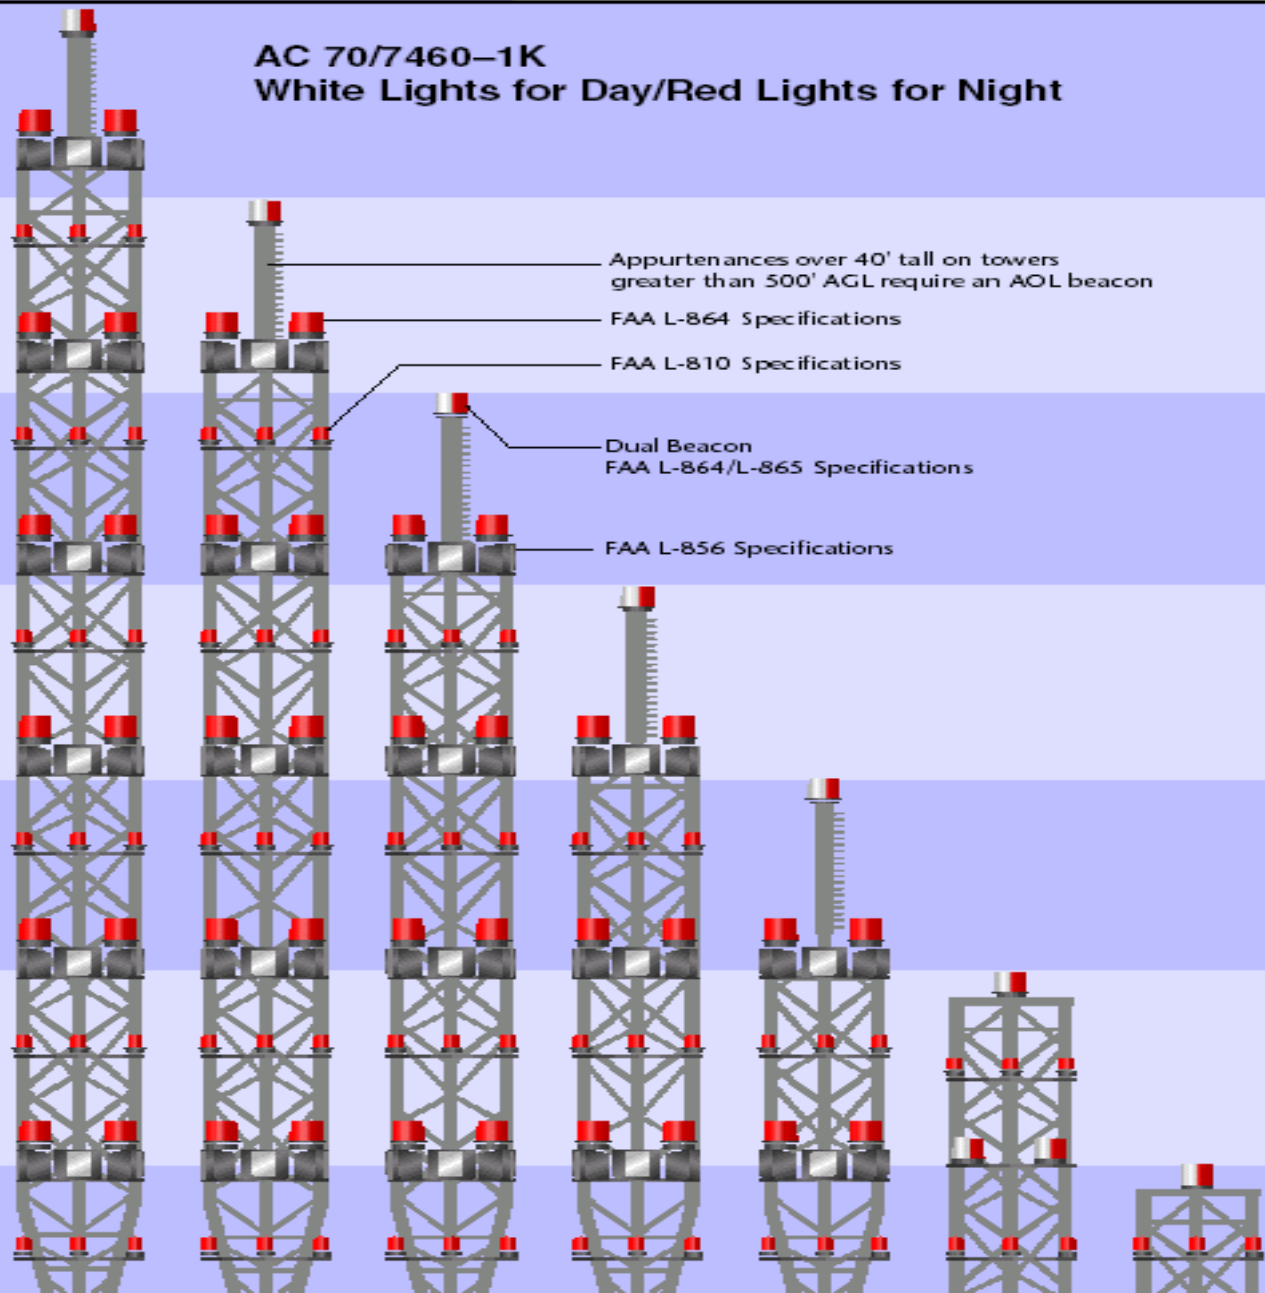 AC 70/7460–1K
White Lights for Day/Red Lights for Night
Appurtenances over 40' tall on towers
greater than 500' AGL require an AOL beacon
FAA L-864 Specifications
FAA L-810 Specifications
Dual Beacon
FAA L-864/L-865 Specifications
FAA L-856 Specifications